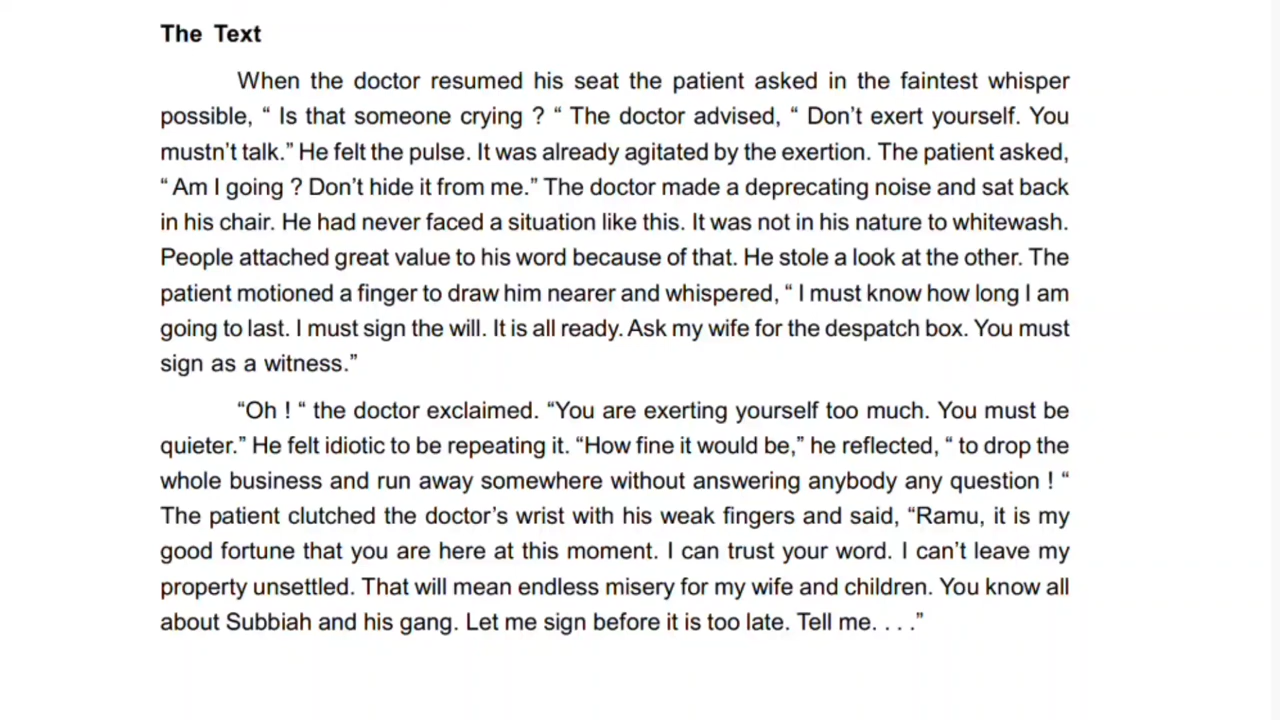 The Text
When the doctor resumed his seat the patient asked in the faintest whisper
possible, “ Is that someone crying ? “ The doctor advised, “ Don’t exert yourself. You
mustn’t talk.” He felt the pulse. It was already agitated by the exertion. The patient asked,
“ Am I going ? Don’t hide it from me.” The doctor made a deprecating noise and sat back
in his chair. He had never faced a situation like this. It was not in his nature to whitewash.
People attached great value to his word because of that. He stole a look at the other. The
patient motioned a finger to draw him nearer and whispered, “ I must know how long I am
going to last. I must sign the will. It is all ready. Ask my wife for the despatch box. You must
sign as a witness.”
“Oh ! “ the doctor exclaimed. “You are exerting yourself too much. You must be
quieter.” He felt idiotic to be repeating it. “How fine it would be,” he reflected, “ to drop the
whole business and run away somewhere without answering anybody any question ! “
The patient clutched the doctor’s wrist with his weak fingers and said, “Ramu, it is my
good fortune that you are here at this moment. I can trust your word. I can’t leave my
property unsettled. That will mean endless misery for my wife and children. You know all
about Subbiah and his gang. Let me sign before it is too late. Tell me. . . .”